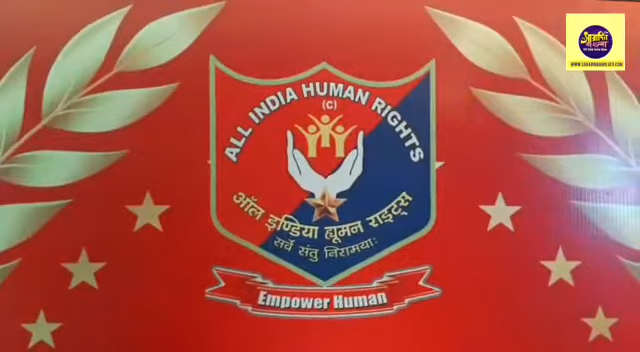 ALL INDIA HUMAN RIGHTS
(C)
ऑल इण्डिया ह्यूमन राइट्स
सर्वे संतु निरामयाः
Empower Human